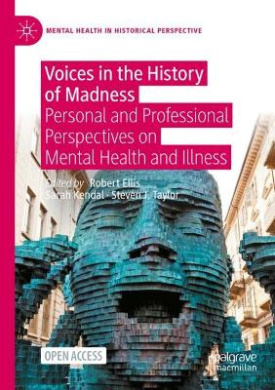 MENTAL HEALTH IN HISTORICAL PERSPECTIVE
Voices in the History
of Madness
Personal and Professional
Perspectives on
Mental Health and Illness
Edited by Robert Ellis
Sarah Kendal · Steven J. Taylor
OPEN ACCESS
palgrave
macmillan